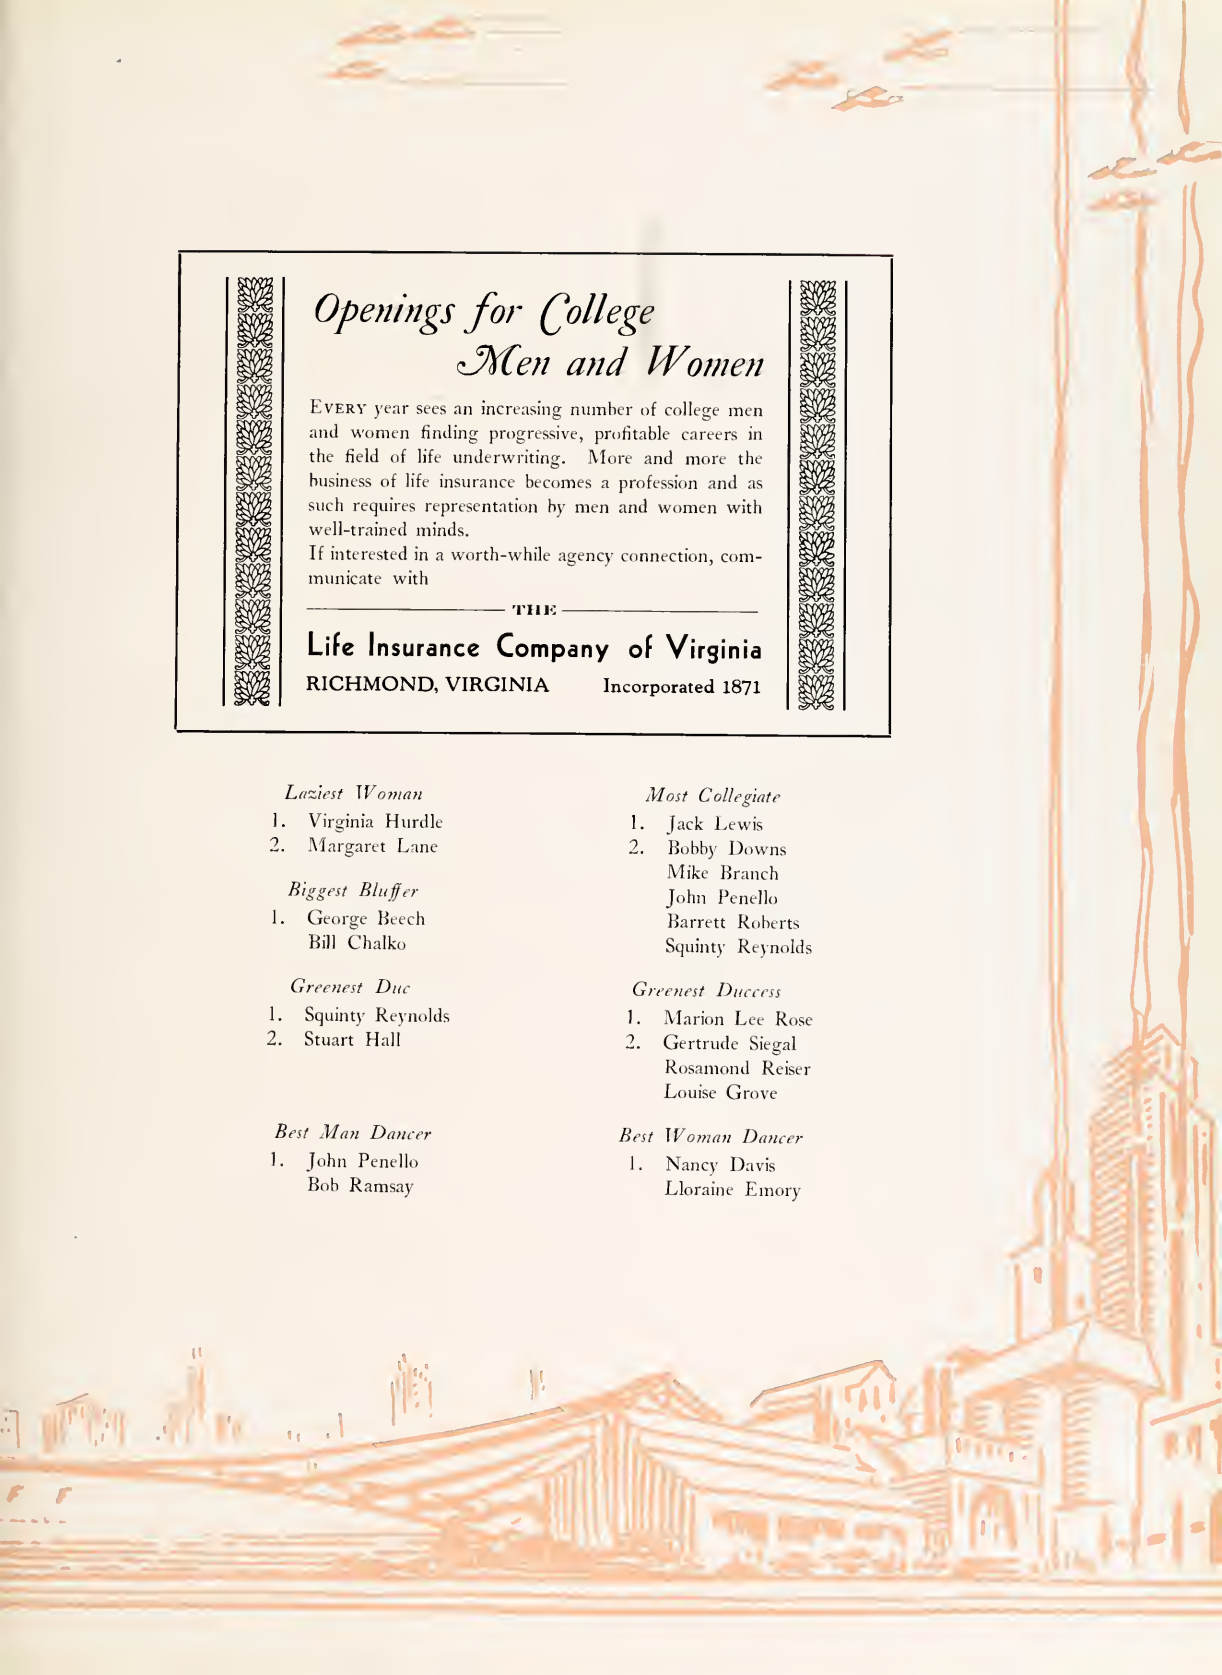 Openings for College
Men and Women
EVERY year sees an increasing number of college men
and women finding progressive, profitable careers in
the field of life underwriting. More and more the
business of life insurance becomes a profession and as
such requires representation by men and women with
well-trained minds.
If interested in a worth-while agency connection, com-
municate with
THE
Life Insurance Company of Virginia
RICHMOND, VIRGINIA Incorporated 1871
Laziest Woman
1. Virginia Hurdle
2. Margaret Lane
Biggest Bluffer
1. George Beech
Bill Chalko
Greenest Duc
1. Squinty Reynolds
2. Stuart Hall
Best Man Dancer
1. John Penello
Bob Ramsay
Most Collegiate
1. Jack Lewis
2. Bobby Downs
Mike Branch
John Penello
Barrett Roberts
Squinty Reynolds
Greenest Duccess
1. Marion Lee Rose
2. Gertrude Siegal
Rosamond Reiser
Louise Grove
Best Woman Dancer
1. Nancy Davis
Lloraine Emory